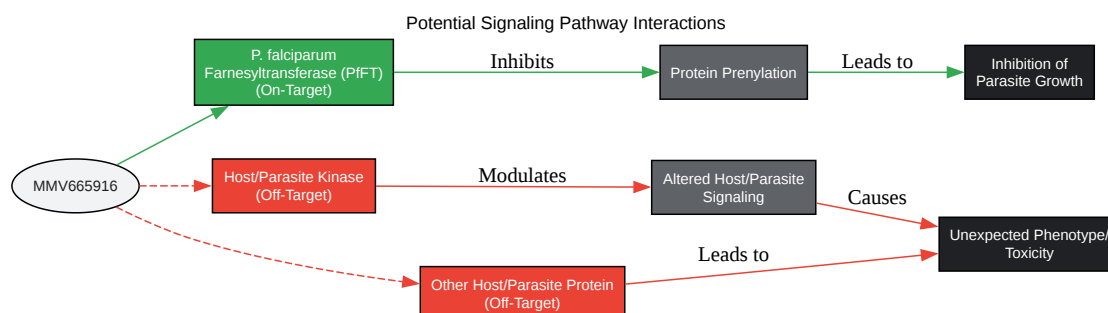 Potential Signaling Pathway Interactions
P. falciparum
Farnesyltransferase (PfFT)
(On-Target)
Inhibits
Protein Prenylation
Leads to
Inhibition of
Parasite Growth
MMV665916
Host/Parasite Kinase
(Off-Target)
Modulates
Altered Host/Parasite
Signaling
Causes
Unexpected Phenotype/
Toxicity
Other Host/Parasite Protein
(Off-Target)
Leads to